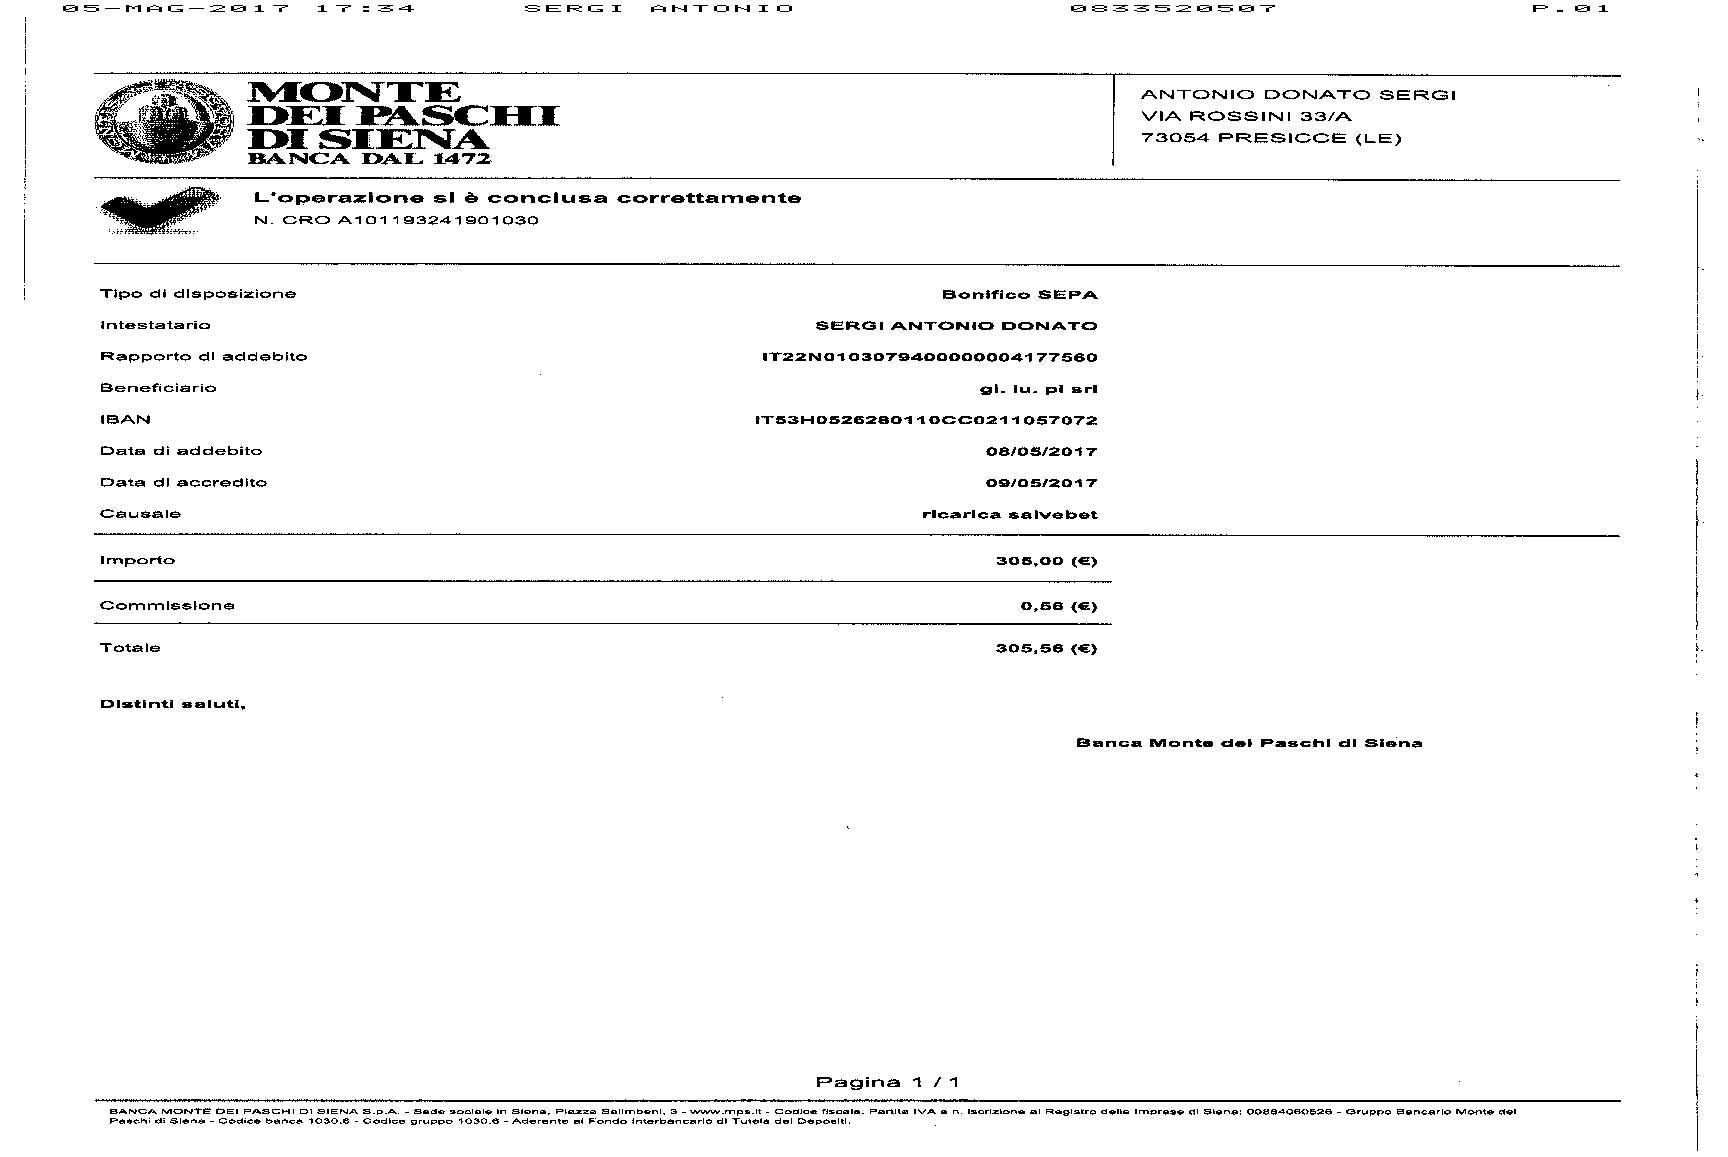 05-MAG-2017 17:34 SERGI ANTONIO 0833520507 P.01
MONTE
DEI PASCHI
DI SIENA
BANCA DAL 1472
ANTONIO DONATO SERGI
VIA ROSSINI 33/A
73054 PRESICCE (LE)
L'operazione si è conclusa correttamente
N. CRO A101193241901030
Tipo di disposizione Bonifico SEPA
Intestatario SERGI ANTONIO DONATO
Rapporto di addebito IT22N0103079400000004177560
Beneficiario gi. lu. pi srl
IBAN IT53H0526280110CC0211057072
Data di addebito 08/05/2017
Data di accredito 09/05/2017
Causale ricarica salvebet
Importo 305,00 (€)
Commissione 0,56 (€)
Totale 305,56 (€)
Distinti saluti,
Banca Monte dei Paschi di Siena
Pagina 1 / 1
BANCA MONTE DEI PASCHI DI SIENA S.p.A. - Sede sociale in Siena, Piazza Salimbeni, 3 - www.mps.it - Codice fiscale, Partita IVA e n. iscrizione al Registro delle Imprese di Siena: 00884060526 - Gruppo Bancario Monte dei
Paschi di Siena - Codice banca 1030.6 - Codice gruppo 1030.6 - Aderente al Fondo Interbancario di Tutela dei Depositi.